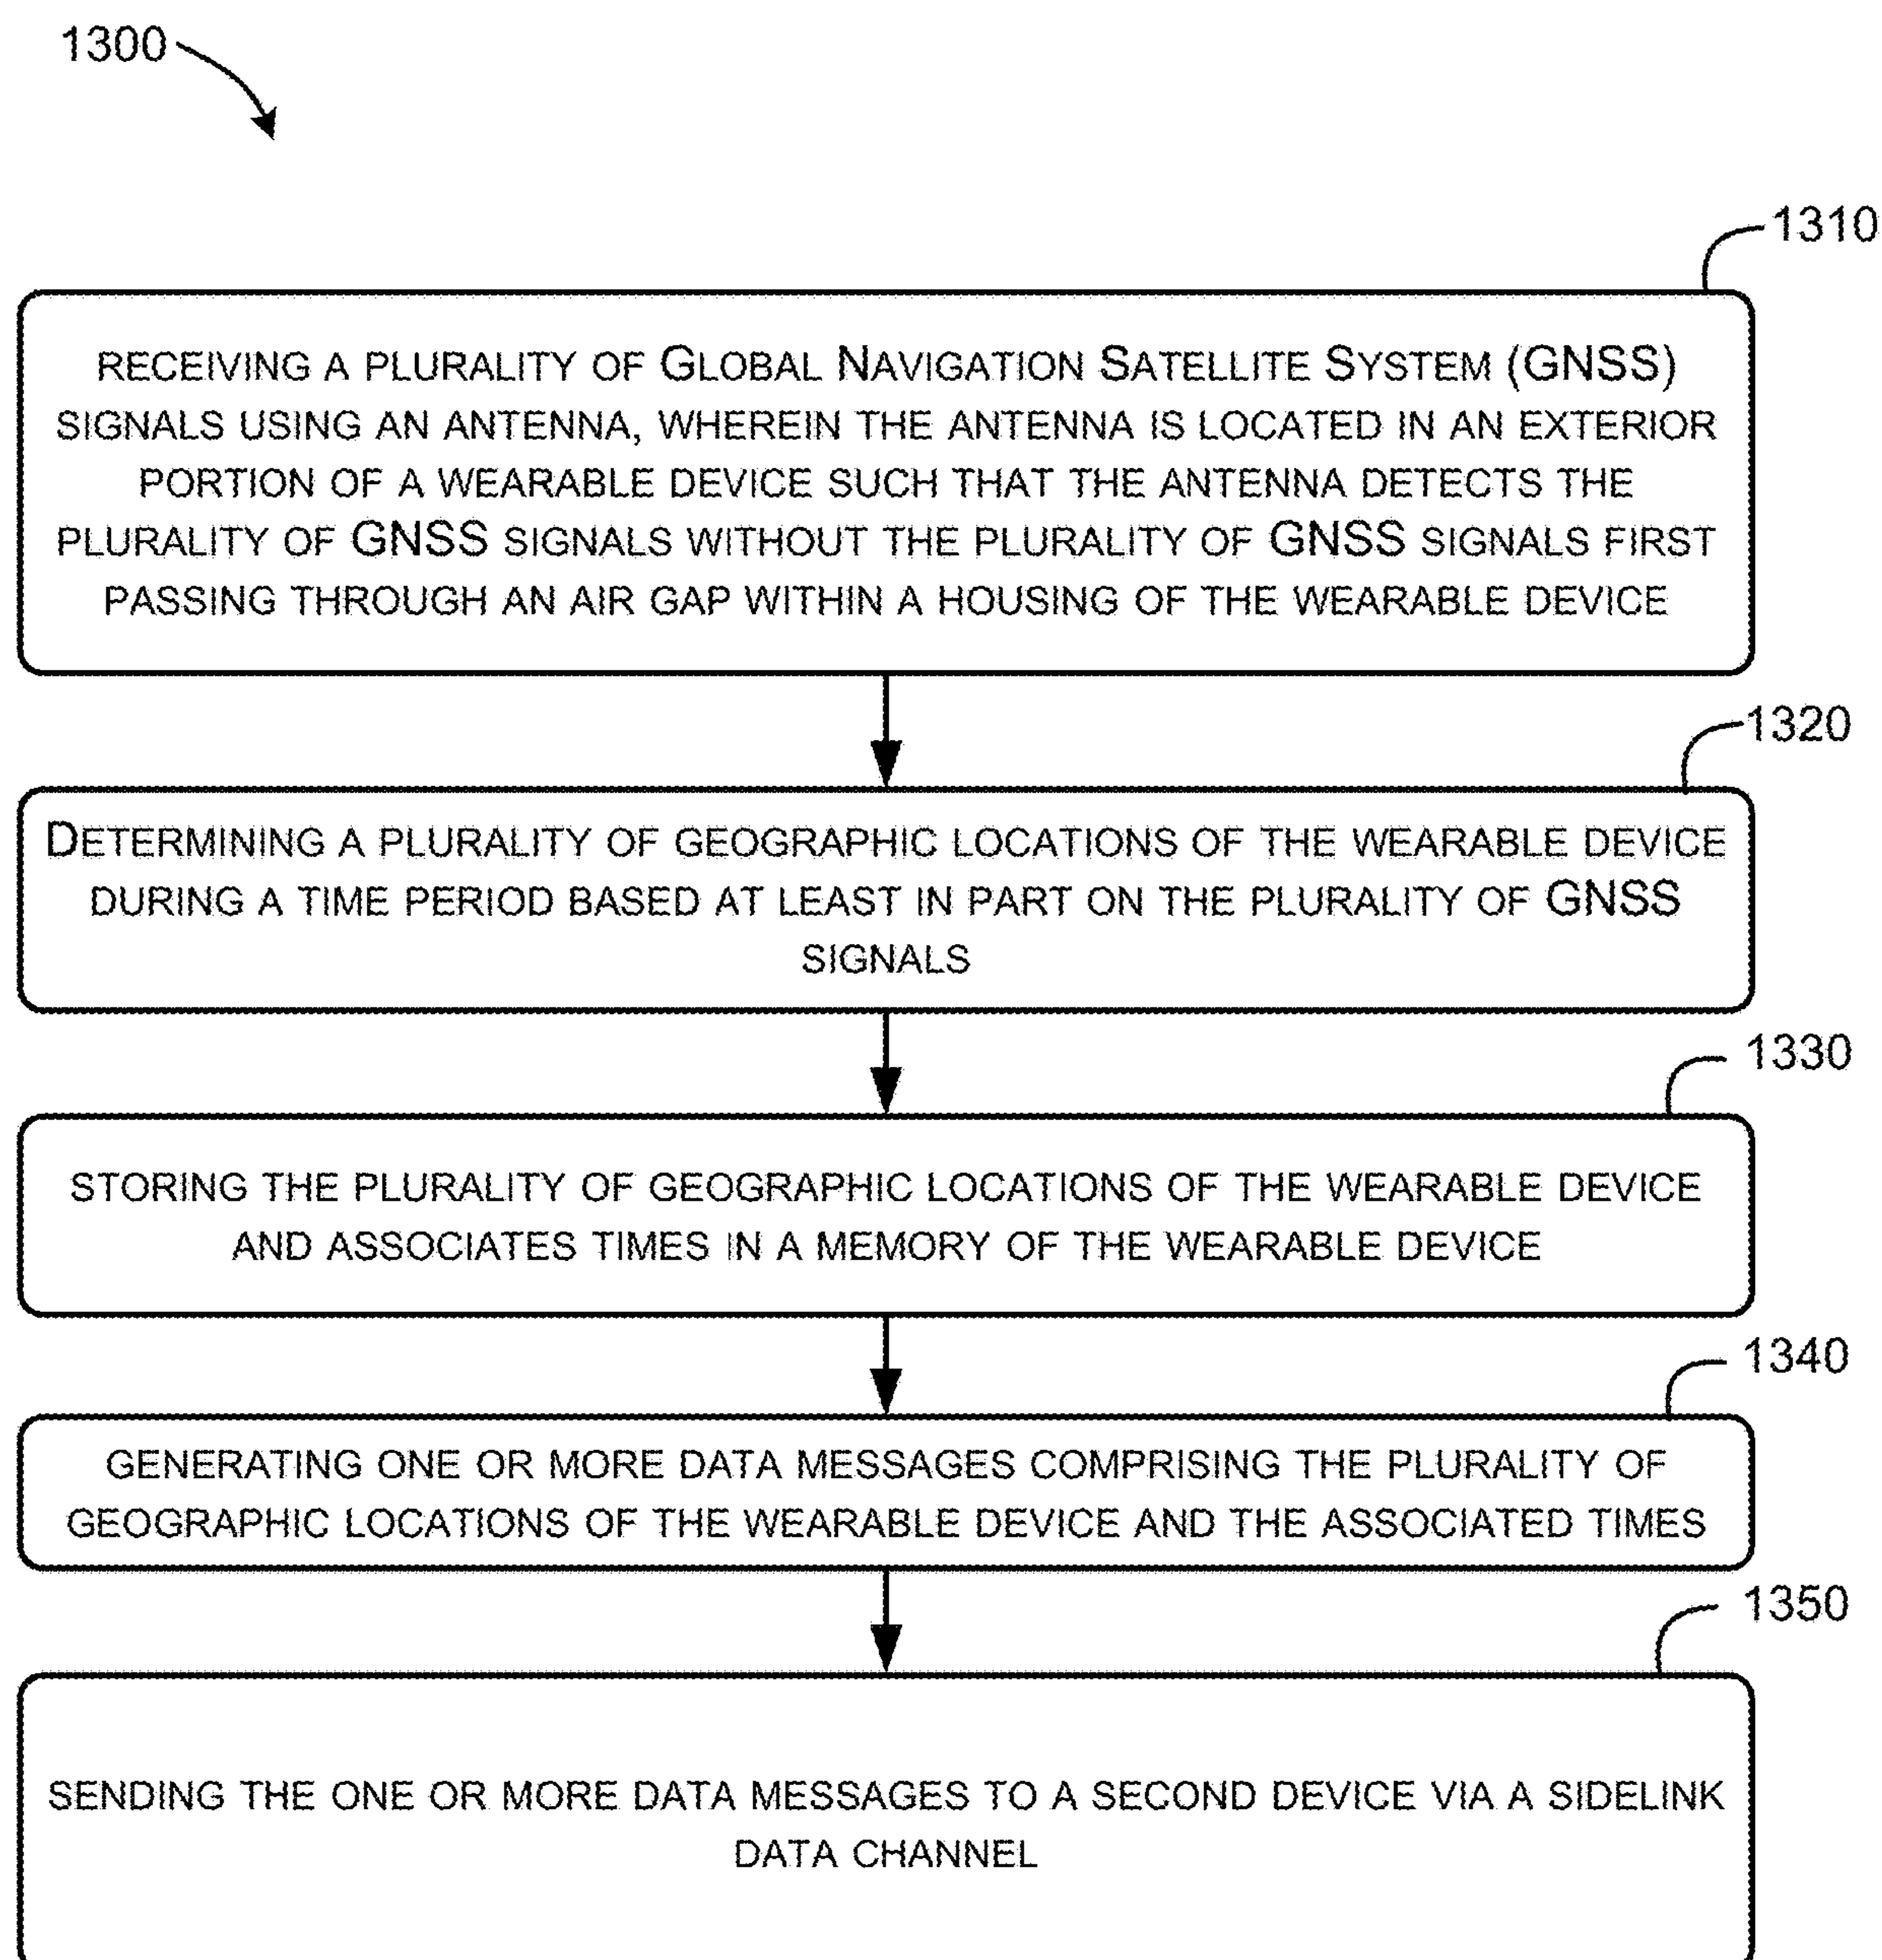 1300
1310
RECEIVING A PLURALITY OF GLOBAL NAVIGATION SATELLITE SYSTEM (GNSS)
SIGNALS USING AN ANTENNA, WHEREIN THE ANTENNA IS LOCATED IN AN EXTERIOR
PORTION OF A WEARABLE DEVICE SUCH THAT THE ANTENNA DETECTS THE
PLURALITY OF GNSS SIGNALS WITHOUT THE PLURALITY OF GNSS SIGNALS FIRST
PASSING THROUGH AN AIR GAP WITHIN A HOUSING OF THE WEARABLE DEVICE
1320
DETERMINING A PLURALITY OF GEOGRAPHIC LOCATIONS OF THE WEARABLE DEVICE
DURING A TIME PERIOD BASED AT LEAST IN PART ON THE PLURALITY OF GNSS
SIGNALS
1330
STORING THE PLURALITY OF GEOGRAPHIC LOCATIONS OF THE WEARABLE DEVICE
AND ASSOCIATES TIMES IN A MEMORY OF THE WEARABLE DEVICE
1340
GENERATING ONE OR MORE DATA MESSAGES COMPRISING THE PLURALITY OF
GEOGRAPHIC LOCATIONS OF THE WEARABLE DEVICE AND THE ASSOCIATED TIMES
1350
SENDING THE ONE OR MORE DATA MESSAGES TO A SECOND DEVICE VIA A SIDELINK
DATA CHANNEL